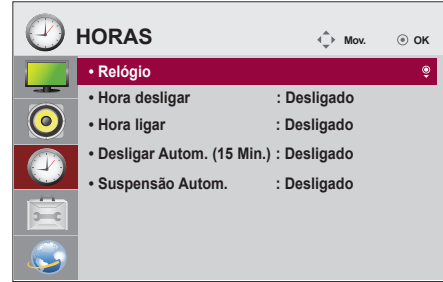 HORAS
Mov.
OK
• Relógio
• Hora desligar : Desligado
• Hora ligar : Desligado
• Desligar Autom. (15 Min.) : Desligado
• Suspensão Autom. : Desligado